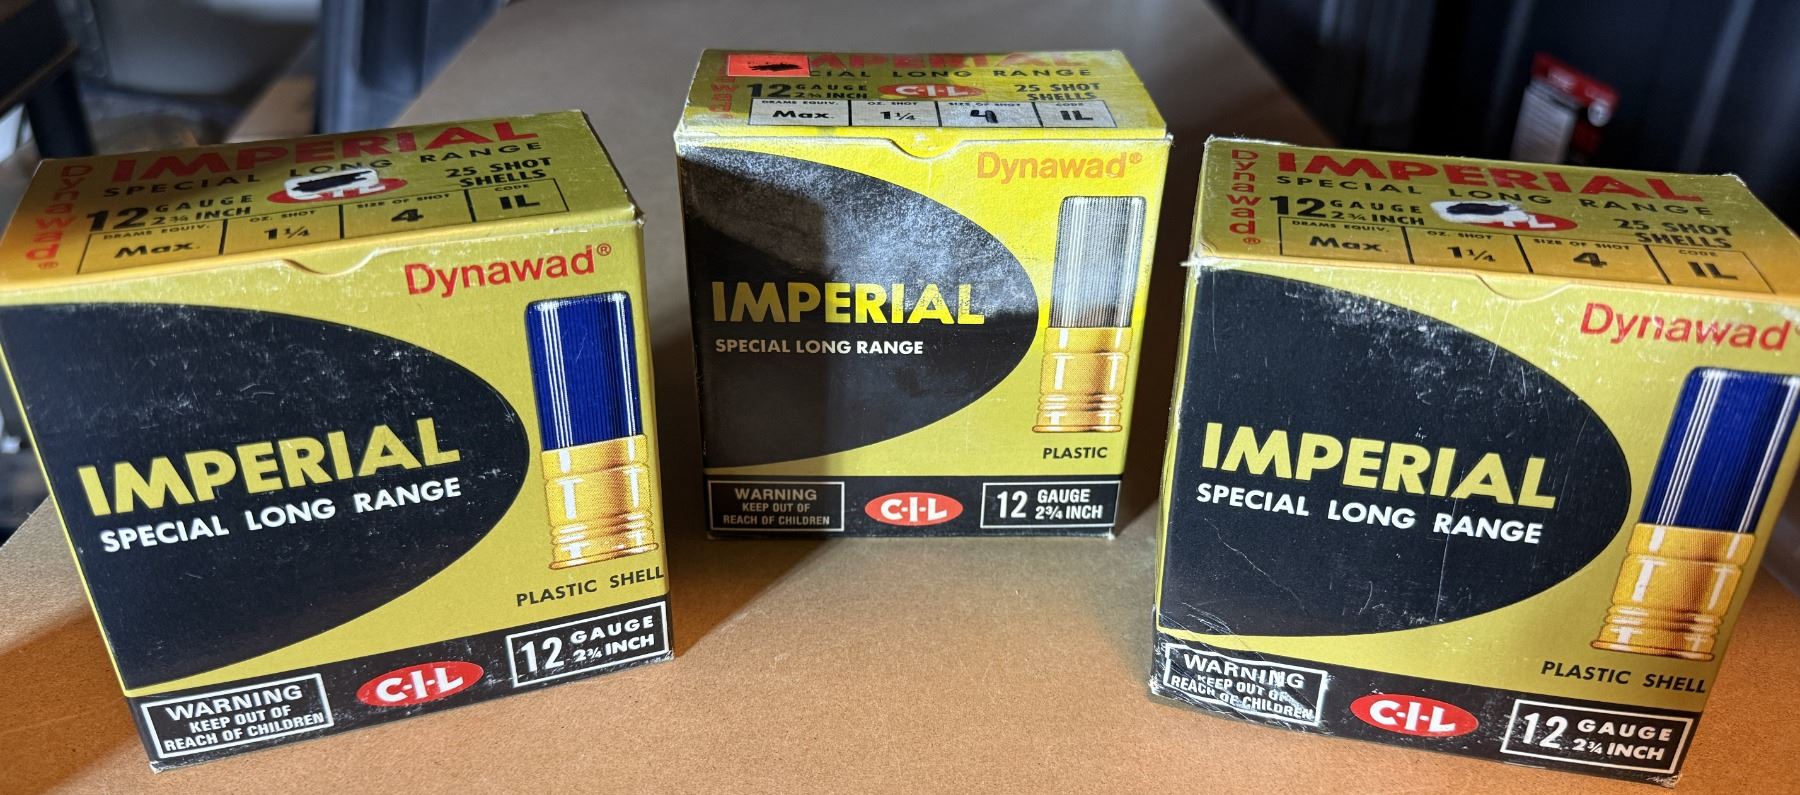 Dynawad®
IMPERIAL
SPECIAL LONG RANGE
12 GAUGE
2¾ INCH
25 SHOT
SHELLS
DRAMS EQUIV.
OZ. SHOT
SIZE OF SHOT
CODE
Max.
1¼
4
IL
Dynawad®
IMPERIAL
SPECIAL LONG RANGE
PLASTIC SHELL
WARNING
KEEP OUT OF
REACH OF CHILDREN
C-I-L
12 GAUGE
2¾ INCH
IMPERIAL
CIAL LONG RANGE
12 GAUGE
2¾ INCH
C-I-L
25 SHOT
SHELLS
DRAMS EQUIV.
OZ. SHOT
SIZE OF SHOT
CODE
Max.
1¼
4
IL
Dynawad®
IMPERIAL
SPECIAL LONG RANGE
PLASTIC
WARNING
KEEP OUT OF
REACH OF CHILDREN
C-I-L
12 GAUGE
2¾ INCH
Dynawad®
IMPERIAL
SPECIAL LONG RANGE
12 GAUGE
2¾ INCH
25 SHOT
SHELLS
DRAMS EQUIV.
OZ. SHOT
SIZE OF SHOT
CODE
Max.
1¼
4
IL
Dynawad
IMPERIAL
SPECIAL LONG RANGE
PLASTIC SHELL
WARNING
KEEP OUT OF
REACH OF CHILDREN
C-I-L
12 GAUGE
2¾ INCH